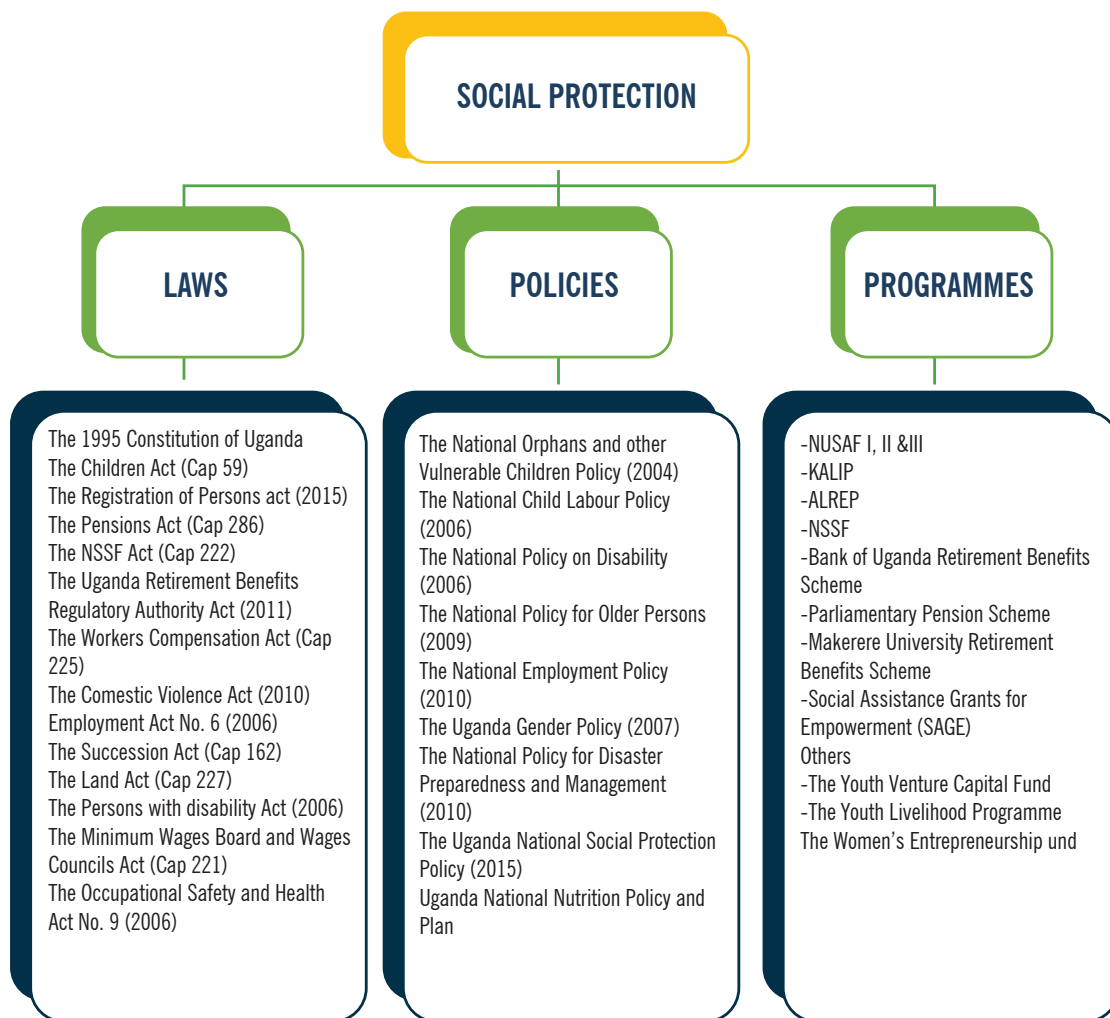 SOCIAL PROTECTION
LAWS
POLICIES
PROGRAMMES
The 1995 Constitution of Uganda
The Children Act (Cap 59)
The Registration of Persons act (2015)
The Pensions Act (Cap 286)
The NSSF Act (Cap 222)
The Uganda Retirement Benefits
Regulatory Authority Act (2011)
The Workers Compensation Act (Cap
225)
The Comestic Violence Act (2010)
Employment Act No. 6 (2006)
The Succession Act (Cap 162)
The Land Act (Cap 227)
The Persons with disability Act (2006)
The Minimum Wages Board and Wages
Councils Act (Cap 221)
The Occupational Safety and Health
Act No. 9 (2006)
The National Orphans and other
Vulnerable Children Policy (2004)
The National Child Labour Policy
(2006)
The National Policy on Disability
(2006)
The National Policy for Older Persons
(2009)
The National Employment Policy
(2010)
The Uganda Gender Policy (2007)
The National Policy for Disaster
Preparedness and Management
(2010)
The Uganda National Social Protection
Policy (2015)
Uganda National Nutrition Policy and
Plan
-NUSAF I, II &III
-KALIP
-ALREP
-NSSF
-Bank of Uganda Retirement Benefits
Scheme
-Parliamentary Pension Scheme
-Makerere University Retirement
Benefits Scheme
-Social Assistance Grants for
Empowerment (SAGE)
Others
-The Youth Venture Capital Fund
-The Youth Livelihood Programme
The Women’s Entrepreneurship und